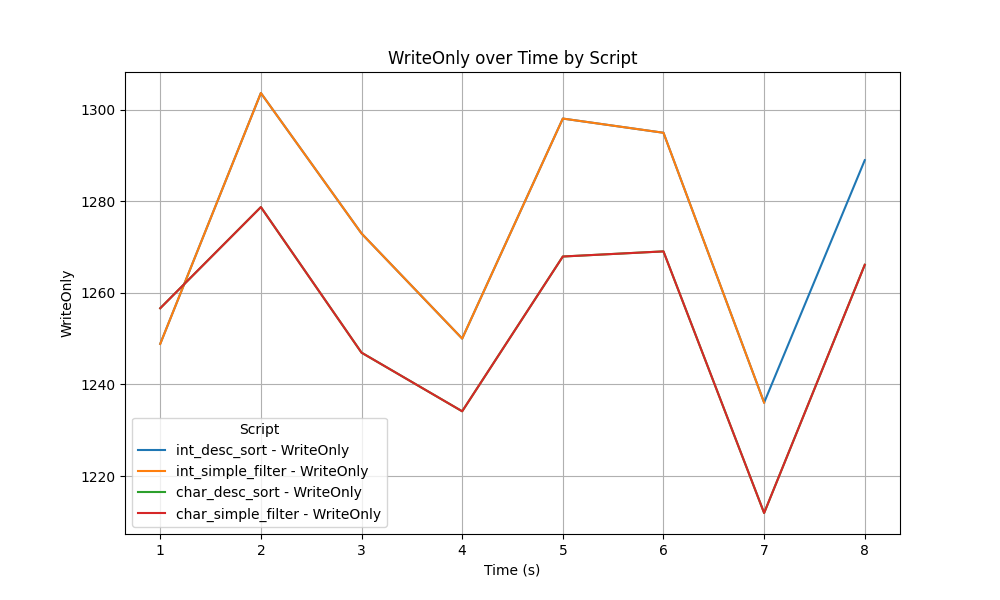 WriteOnly over Time by Script
WriteOnly
1300
1280
1260
1240
1220
Script
int_desc_sort - WriteOnly
int_simple_filter - WriteOnly
char_desc_sort - WriteOnly
char_simple_filter - WriteOnly
1 2 3 4 5 6 7 8
Time (s)